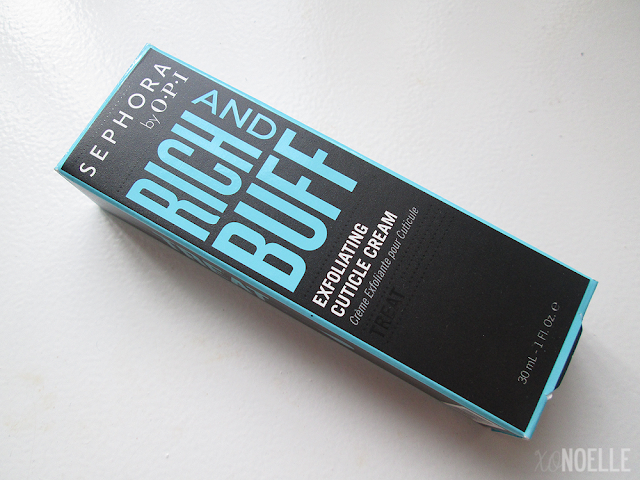 SEPHORA
by O·P·I
RICH
AND
BUFF
EXFOLIATING
CUTICLE CREAM
Crème Exfoliante pour Cuticule
TREAT
30 mL - 1 Fl. Oz. ℮
xoNOELLE